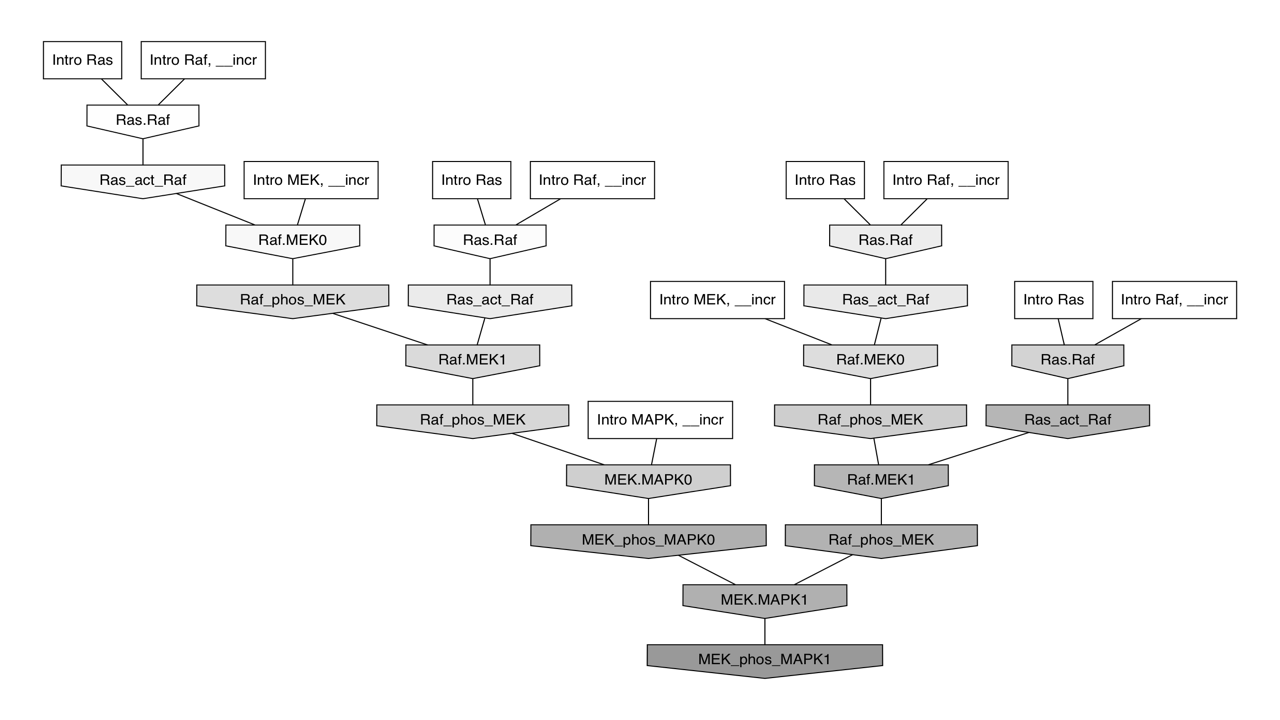 Intro Ras
Intro Raf, __incr
Ras.Raf
Ras_act_Raf
Intro MEK, __incr
Intro Ras
Intro Raf, __incr
Intro Ras
Intro Raf, __incr
Raf.MEK0
Ras.Raf
Ras.Raf
Raf_phos_MEK
Ras_act_Raf
Intro MEK, __incr
Ras_act_Raf
Intro Ras
Intro Raf, __incr
Raf.MEK1
Raf.MEK0
Ras.Raf
Raf_phos_MEK
Intro MAPK, __incr
Raf_phos_MEK
Ras_act_Raf
MEK.MAPK0
Raf.MEK1
MEK_phos_MAPK0
Raf_phos_MEK
MEK.MAPK1
MEK_phos_MAPK1